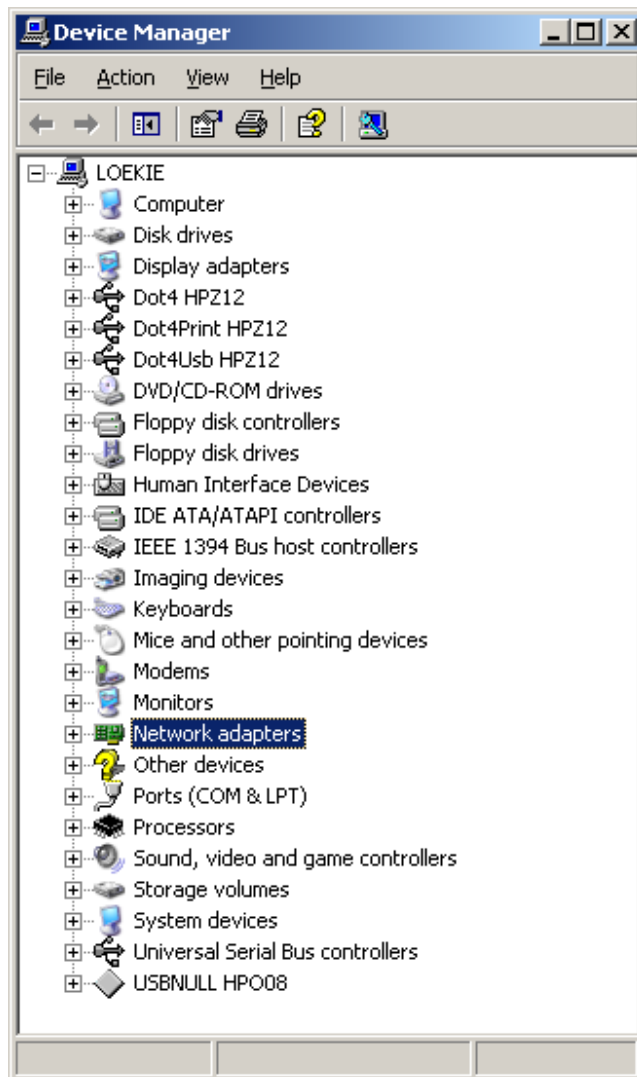 Device Manager
File Action View Help
LOEKIE
Computer
Disk drives
Display adapters
Dot4 HPZ12
Dot4Print HPZ12
Dot4Usb HPZ12
DVD/CD-ROM drives
Floppy disk controllers
Floppy disk drives
Human Interface Devices
IDE ATA/ATAPI controllers
IEEE 1394 Bus host controllers
Imaging devices
Keyboards
Mice and other pointing devices
Modems
Monitors
Network adapters
Other devices
Ports (COM & LPT)
Processors
Sound, video and game controllers
Storage volumes
System devices
Universal Serial Bus controllers
USBNULL HPO08